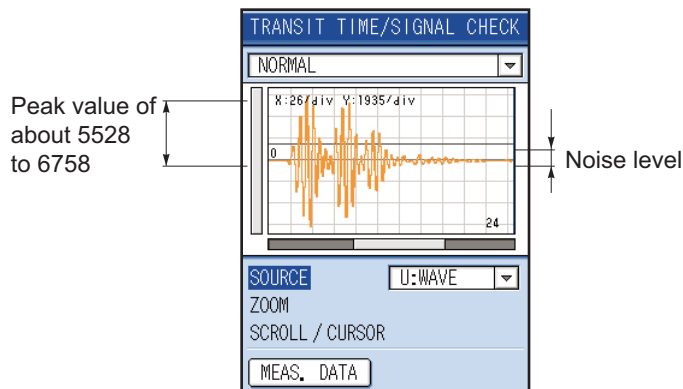 TRANSIT TIME/SIGNAL CHECK
NORMAL
X:26/div Y:1935/div
Peak value of
about 5528
to 6758
0
Noise level
24
SOURCE
U:WAVE
ZOOM
SCROLL / CURSOR
MEAS. DATA